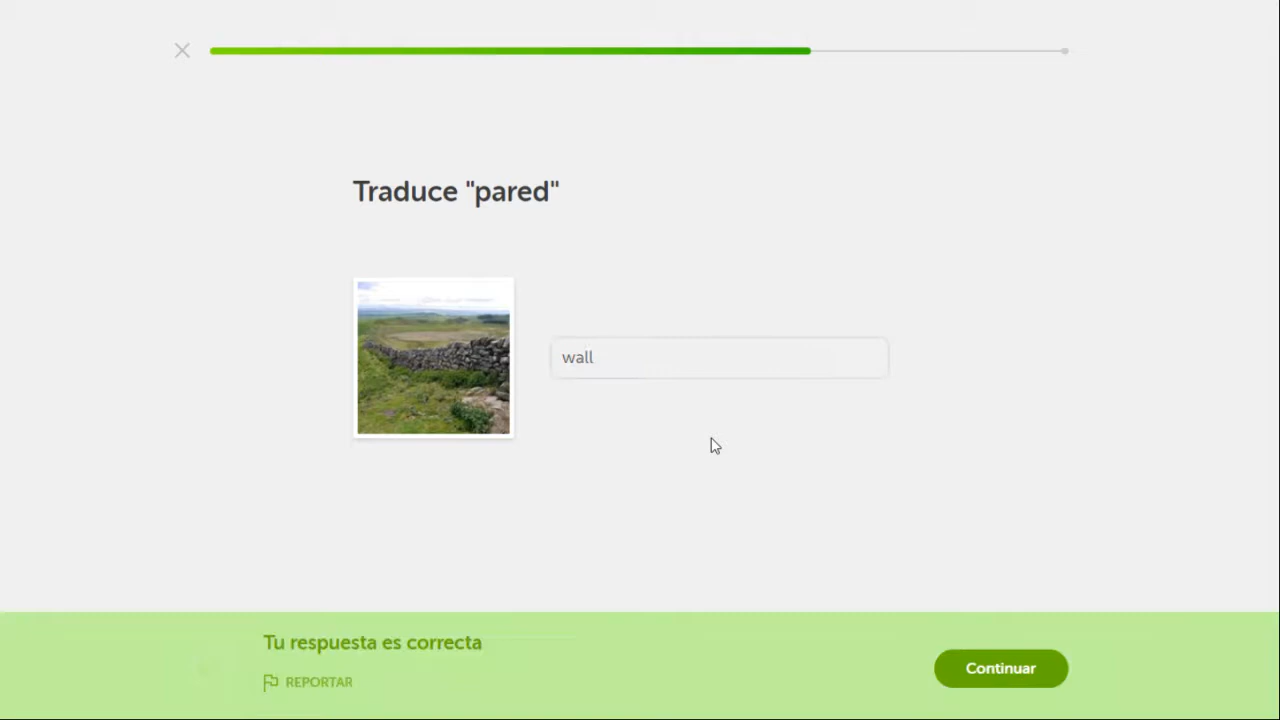 Traduce "pared"
wall
Tu respuesta es correcta
REPORTAR
Continuar